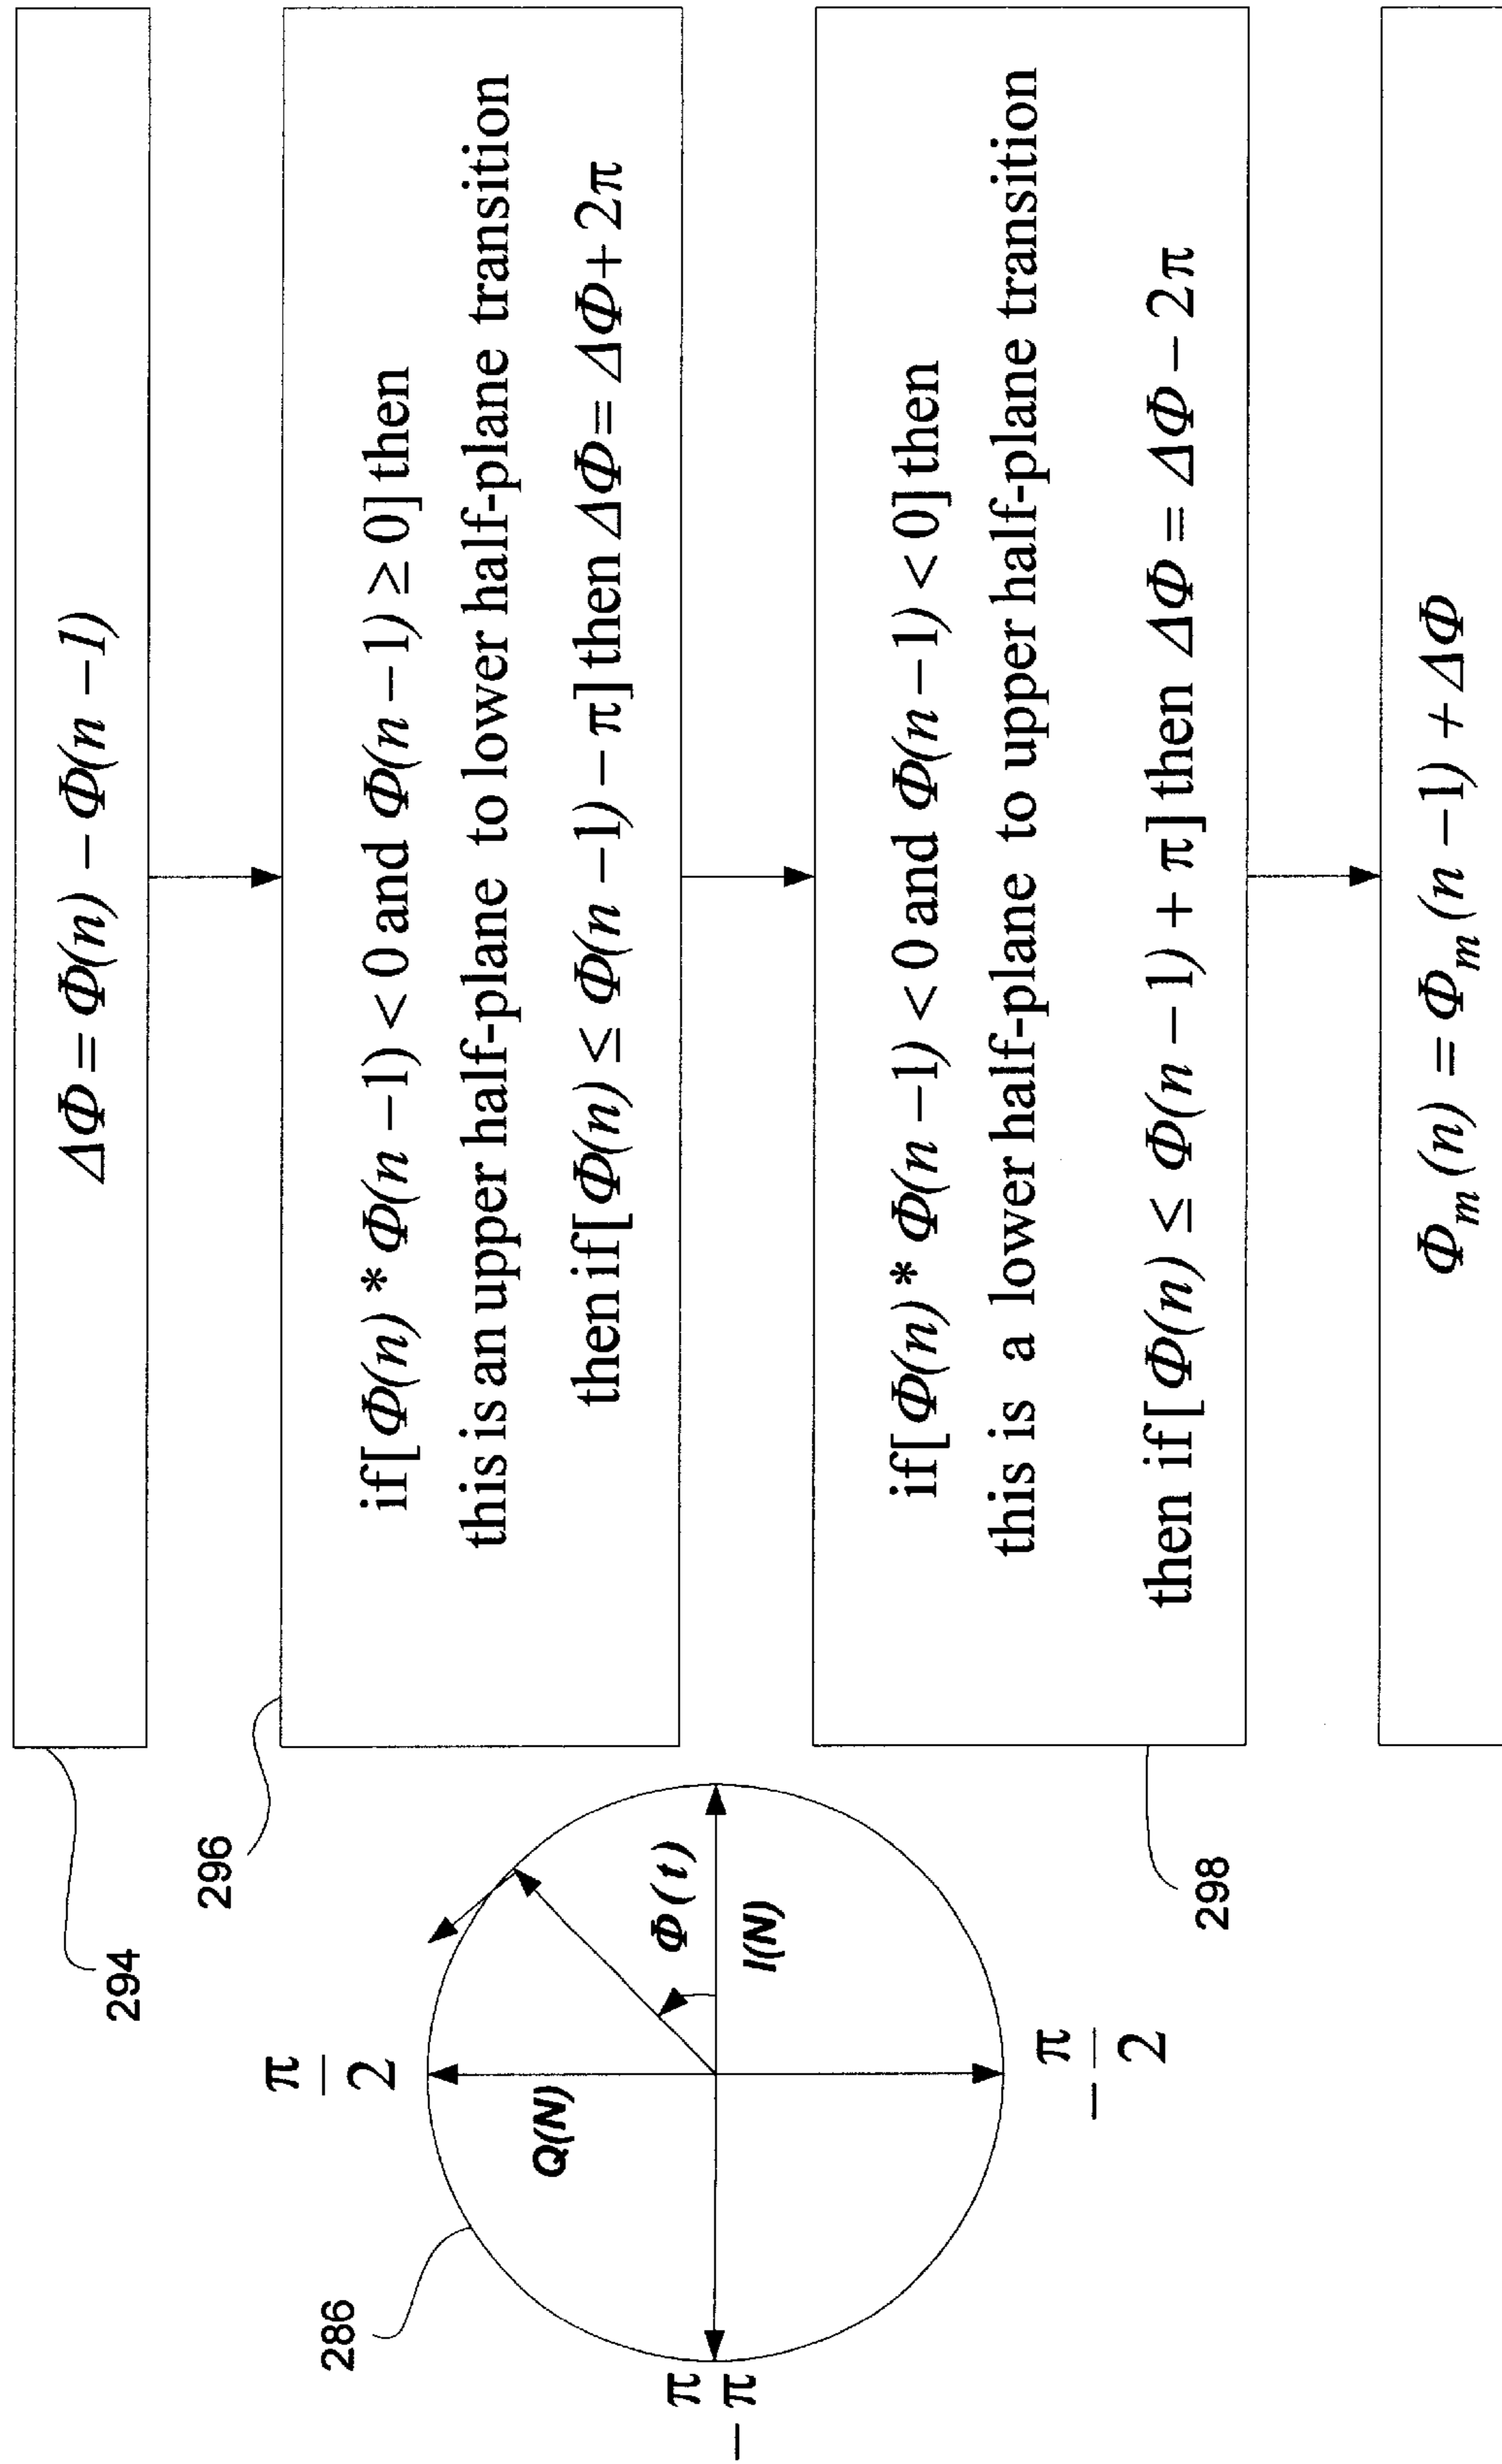 294
ΔΦ = Φ(n) − Φ(n −1)
296
if[Φ(n) * Φ(n −1) < 0 and Φ(n −1) ≥ 0] then
this is an upper half-plane to lower half-plane transition
then if[Φ(n) ≤ Φ(n −1) − π] then ΔΦ = ΔΦ + 2π
298
if[Φ(n) * Φ(n −1) < 0 and Φ(n −1) < 0] then
this is a lower half-plane to upper half-plane transition
then if[Φ(n) ≤ Φ(n −1) + π] then ΔΦ = ΔΦ − 2π
Φm(n) = Φm(n −1) + ΔΦ
286
π/2
Q(N)
Φ(t)
I(N)
π
−π
−π/2